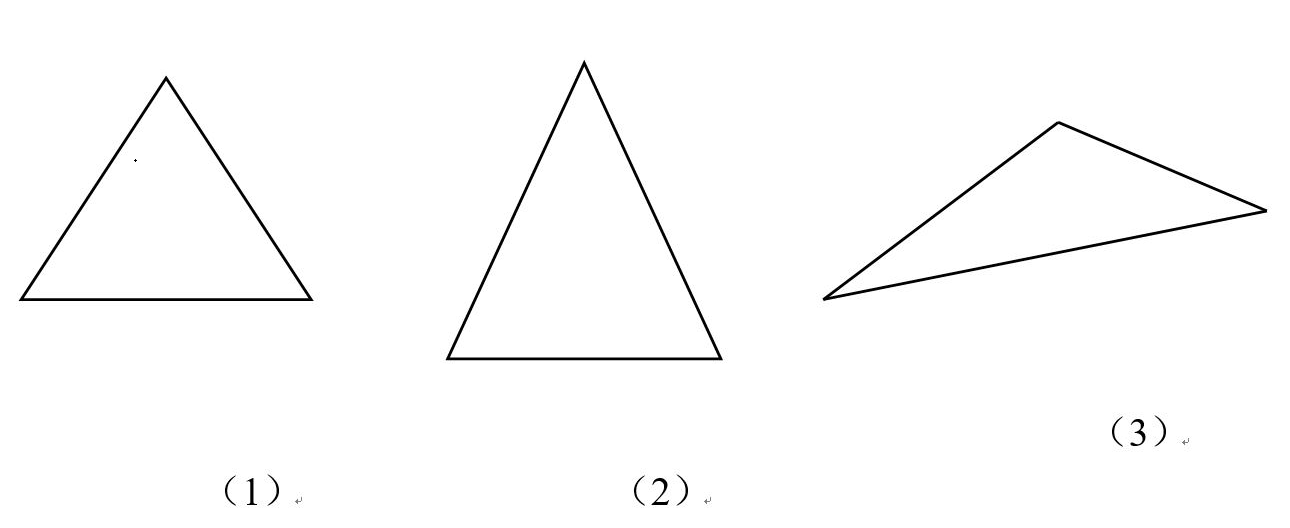 （1）
（2）
（3）